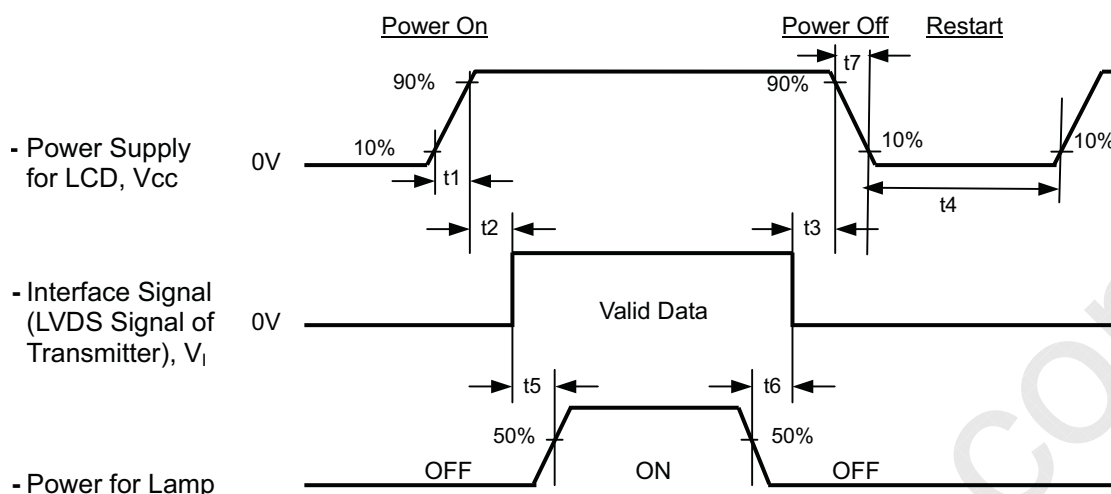 Power On
Power Off
Restart
t7
90%
90%
- Power Supply
for LCD, Vcc
0V
10%
10%
10%
t1
t4
t2
t3
- Interface Signal
(LVDS Signal of
Transmitter), VI
0V
Valid Data
t5
t6
50%
50%
- Power for Lamp
OFF
ON
OFF
com